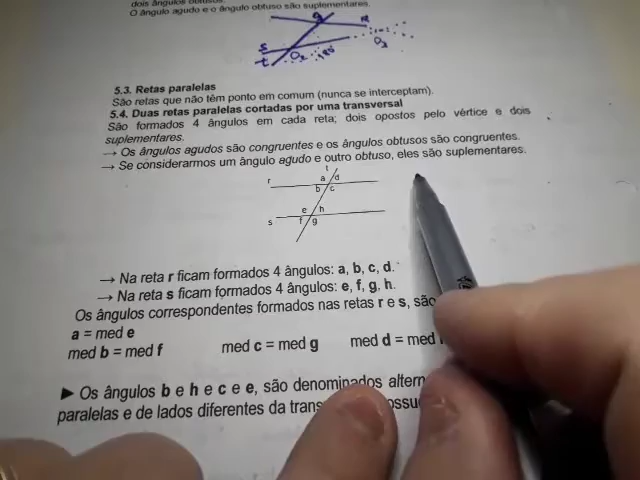 dois ângulos obtusos.
O ângulo agudo e o ângulo obtuso são suplementares.
s
t
5.3. Retas paralelas
São retas que não têm ponto em comum (nunca se interceptam).
5.4. Duas retas paralelas cortadas por uma transversal
São formados 4 ângulos em cada reta; dois opostos pelo vértice e dois
suplementares.
→ Os ângulos agudos são congruentes e os ângulos obtusos são congruentes.
→ Se considerarmos um ângulo agudo e outro obtuso, eles são suplementares.
t
r a d
b c
e h
s f g
→ Na reta r ficam formados 4 ângulos: a, b, c, d.
→ Na reta s ficam formados 4 ângulos: e, f, g, h.
Os ângulos correspondentes formados nas retas r e s, são
a = med e
med b = med f med c = med g med d = med
► Os ângulos b e h e c e e, são denominados
paralelas e de lados diferentes da